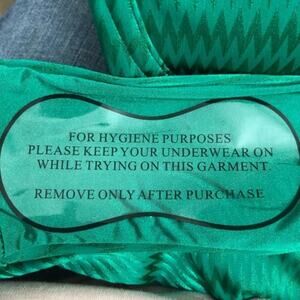 FOR HYGIENE PURPOSES
PLEASE KEEP YOUR UNDERWEAR ON
WHILE TRYING ON THIS GARMENT.
REMOVE ONLY AFTER PURCHASE